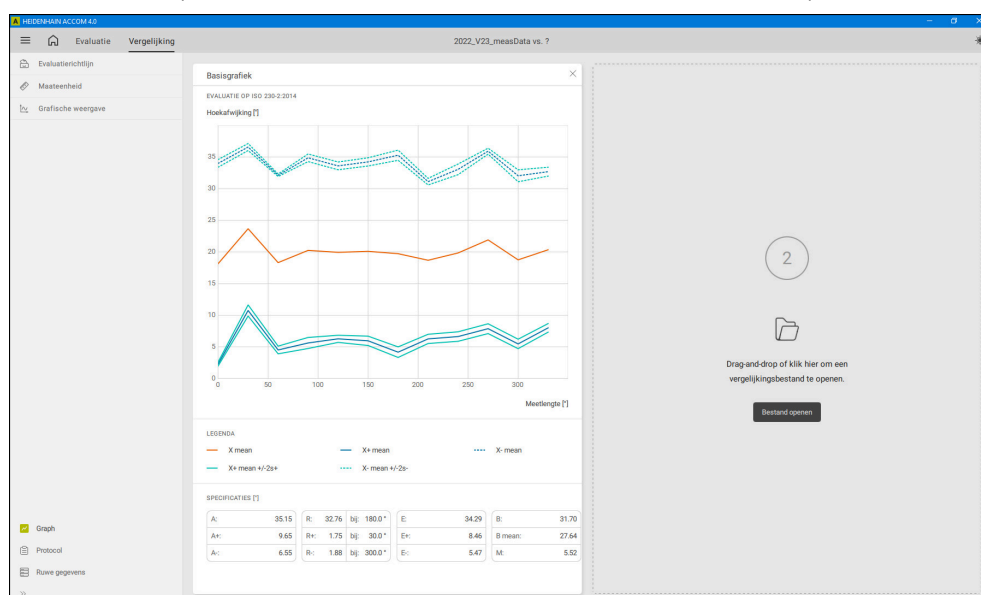 HEIDENHAIN ACCOM 4.0
Evaluatie Vergelijking 2022_V23_measData vs. ?
Evaluatierichtlijn
Maateenheid
Grafische weergave
Basisgrafiek
EVALUATIE OP ISO 230-2:2014
Hoekafwijking ["]
35
30
25
20
15
10
5
0
0 50 100 150 200 250 300
Meetlengte [°]
LEGENDA
X mean X+ mean X- mean
X+ mean +/-2s+ X- mean +/-2s-
SPECIFICATIES ["]
A: 35.15 R: 32.76 bij: 180.0 ° E: 34.29 B: 31.70
A+: 9.65 R+: 1.75 bij: 30.0 ° E+: 8.46 B mean: 27.64
A-: 6.55 R-: 1.88 bij: 300.0 ° E-: 5.47 M: 5.52
2
Drag-and-drop of klik hier om een
vergelijkingsbestand te openen.
Bestand openen
Graph
Protocol
Ruwe gegevens